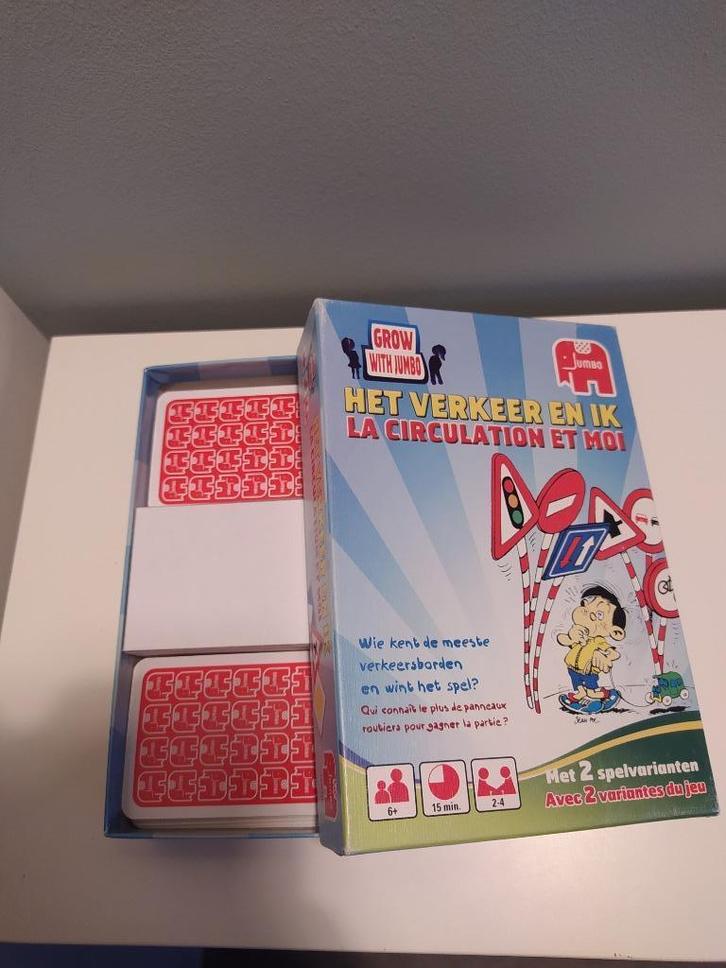 GROW
WITH JUMBO
JUMBO
HET VERKEER EN IK
LA CIRCULATION ET MOI
Wie kent de meeste
verkeersborden
en wint het spel?
Qui connaît le plus de panneaux
routiers pour gagner la partie?
6+
15 min.
2-4
Met 2 spelvarianten
Avec 2 variantes du jeu